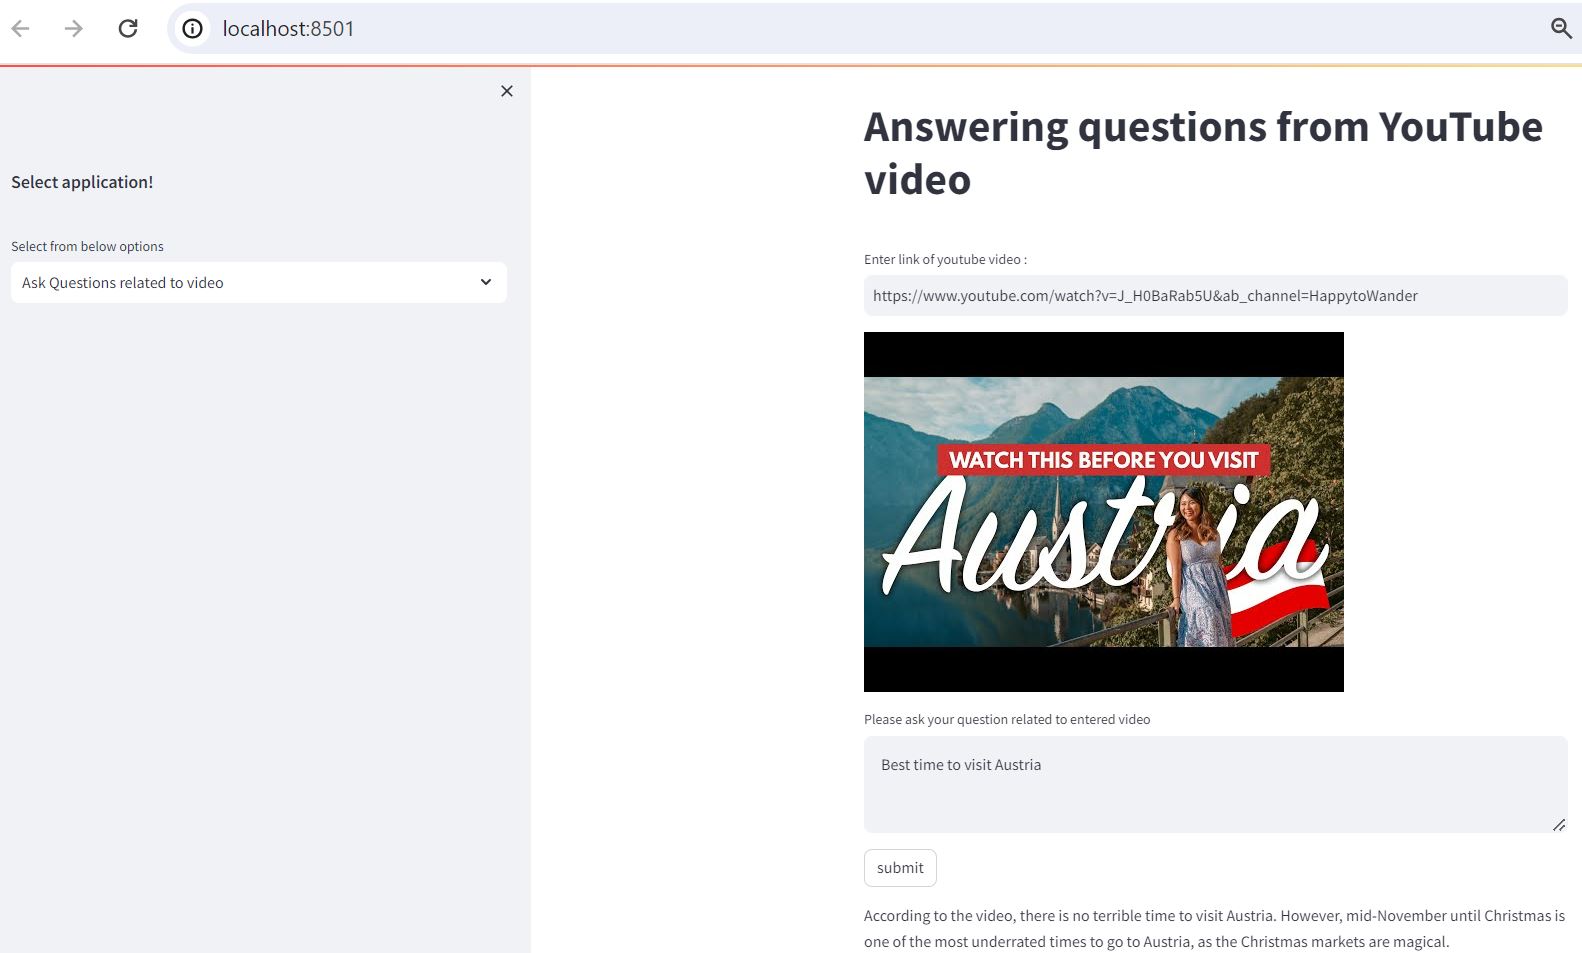 localhost:8501
×
Select application!
Select from below options
Ask Questions related to video
Answering questions from YouTube
video
Enter link of youtube video :
https://www.youtube.com/watch?v=J_H0BaRab5U&ab_channel=HappytoWander
WATCH THIS BEFORE YOU VISIT
Austria
Please ask your question related to entered video
Best time to visit Austria
submit
According to the video, there is no terrible time to visit Austria. However, mid-November until Christmas is
one of the most underrated times to go to Austria, as the Christmas markets are magical.